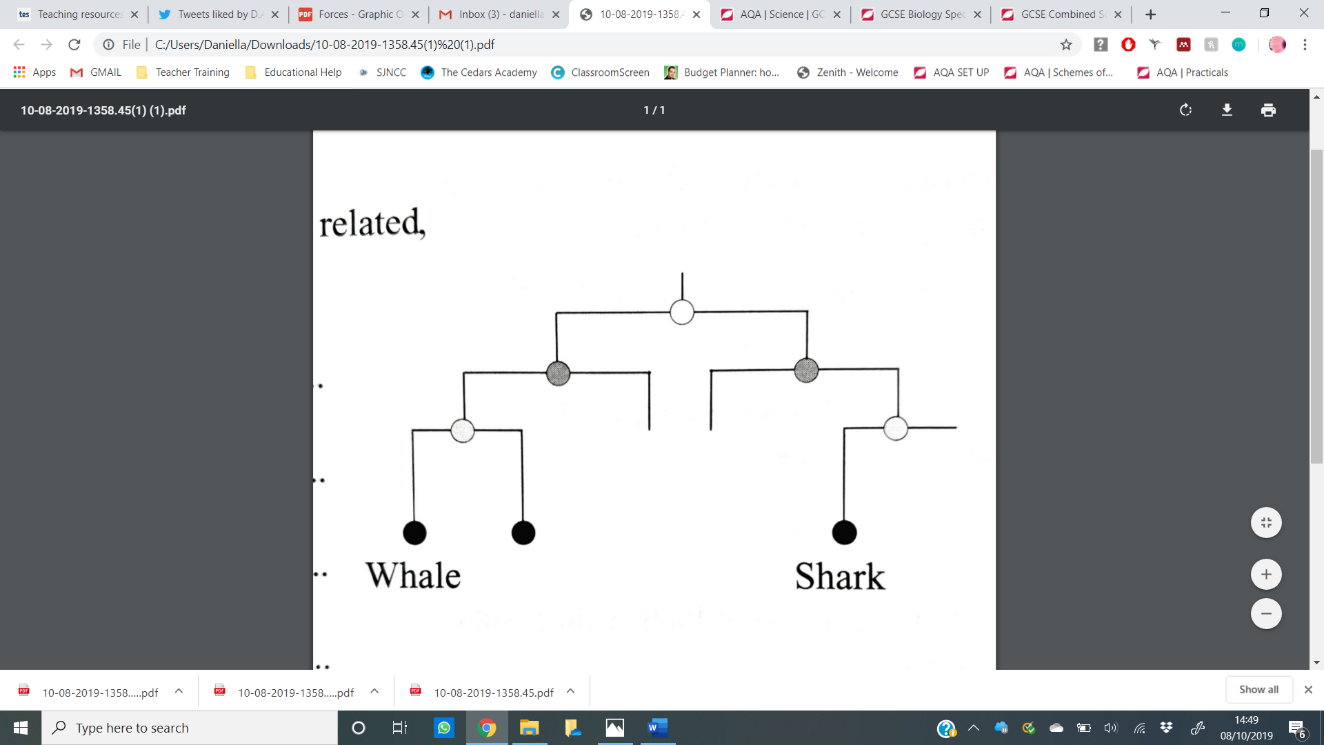 Teaching resources
Tweets liked by D.
Forces - Graphic O
Inbox (3) - daniella
10-08-2019-1358.
AQA | Science | GC
GCSE Biology Spec
GCSE Combined S
File
C:/Users/Daniella/Downloads/10-08-2019-1358.45(1)%20(1).pdf
Apps
GMAIL
Teacher Training
Educational Help
SJNCC
The Cedars Academy
ClassroomScreen
Budget Planner: ho...
Zenith - Welcome
AQA SET UP
AQA | Schemes of...
AQA | Practicals
10-08-2019-1358.45(1) (1).pdf
1 / 1
related,
Whale
Shark
10-08-2019-1358.....pdf
10-08-2019-1358.....pdf
10-08-2019-1358.45.pdf
Show all
Type here to search
14:49
08/10/2019
6